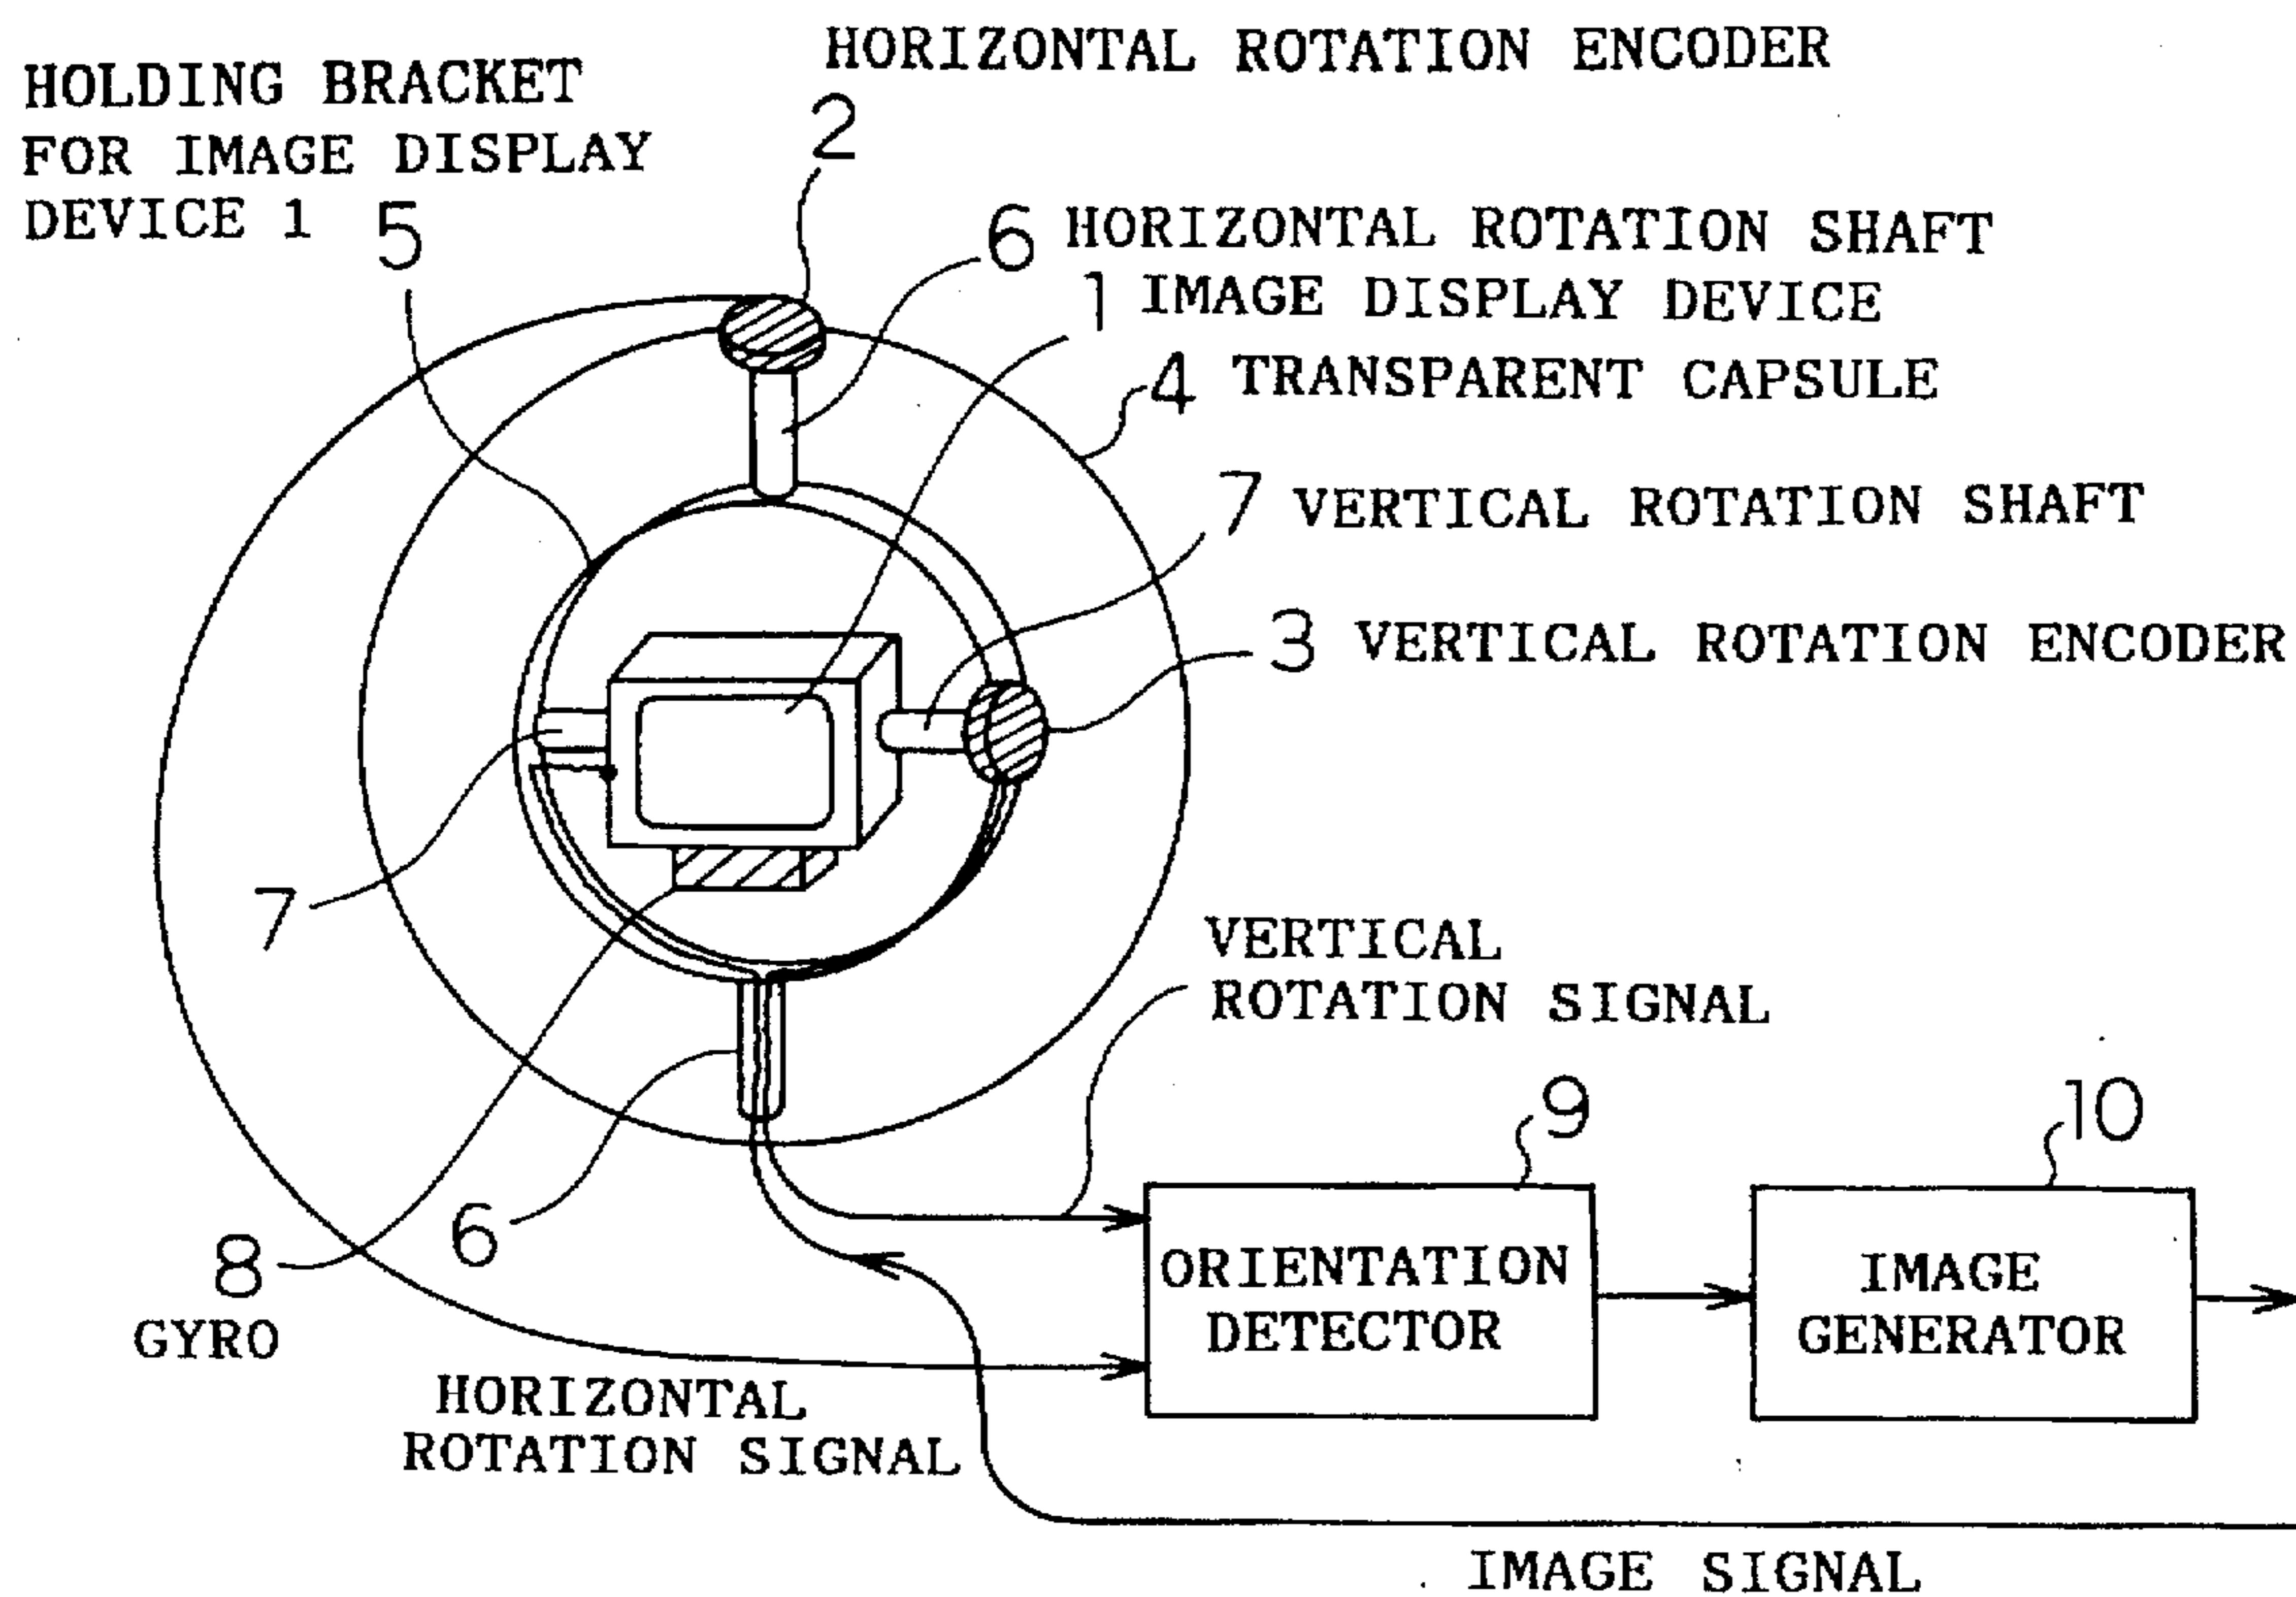 HORIZONTAL ROTATION ENCODER
HOLDING BRACKET
FOR IMAGE DISPLAY
DEVICE 1 5
2
6 HORIZONTAL ROTATION SHAFT
1 IMAGE DISPLAY DEVICE
4 TRANSPARENT CAPSULE
7 VERTICAL ROTATION SHAFT
3 VERTICAL ROTATION ENCODER
7
VERTICAL
ROTATION SIGNAL
6
8
GYRO
9
10
ORIENTATION
DETECTOR
IMAGE
GENERATOR
HORIZONTAL
ROTATION SIGNAL
IMAGE SIGNAL